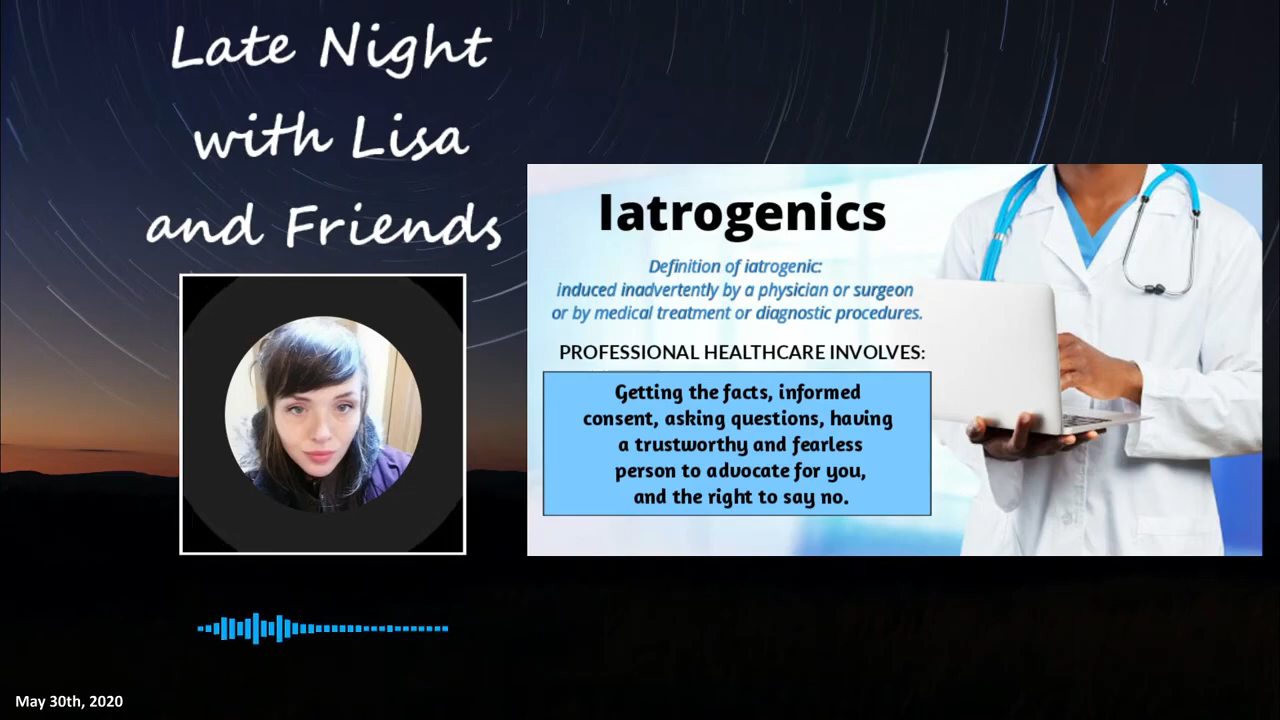 Late Night
with Lisa
and Friends
Iatrogenics
Definition of iatrogenic:
induced inadvertently by a physician or surgeon
or by medical treatment or diagnostic procedures.
PROFESSIONAL HEALTHCARE INVOLVES:
Getting the facts, informed
consent, asking questions, having
a trustworthy and fearless
person to advocate for you,
and the right to say no.
May 30th, 2020